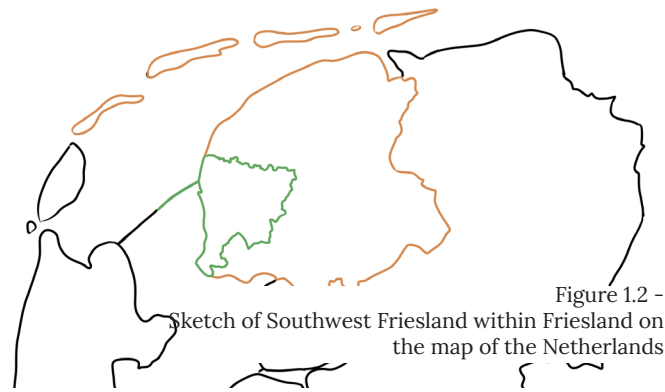 Figure 1.2 -
Sketch of Southwest Friesland within Friesland on
the map of the Netherlands